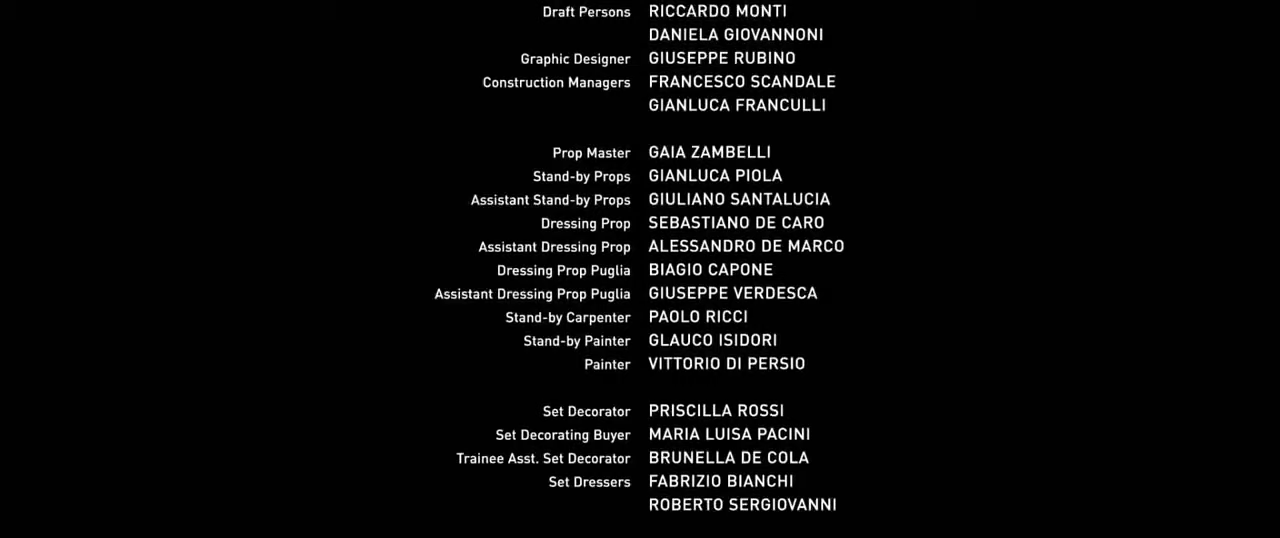 Draft Persons RICCARDO MONTI
DANIELA GIOVANNONI
Graphic Designer GIUSEPPE RUBINO
Construction Managers FRANCESCO SCANDALE
GIANLUCA FRANCULLI
Prop Master GAIA ZAMBELLI
Stand-by Props GIANLUCA PIOLA
Assistant Stand-by Props GIULIANO SANTALUCIA
Dressing Prop SEBASTIANO DE CARO
Assistant Dressing Prop ALESSANDRO DE MARCO
Dressing Prop Puglia BIAGIO CAPONE
Assistant Dressing Prop Puglia GIUSEPPE VERDESCA
Stand-by Carpenter PAOLO RICCI
Stand-by Painter GLAUCO ISIDORI
Painter VITTORIO DI PERSIO
Set Decorator PRISCILLA ROSSI
Set Decorating Buyer MARIA LUISA PACINI
Trainee Asst. Set Decorator BRUNELLA DE COLA
Set Dressers FABRIZIO BIANCHI
ROBERTO SERGIOVANNI